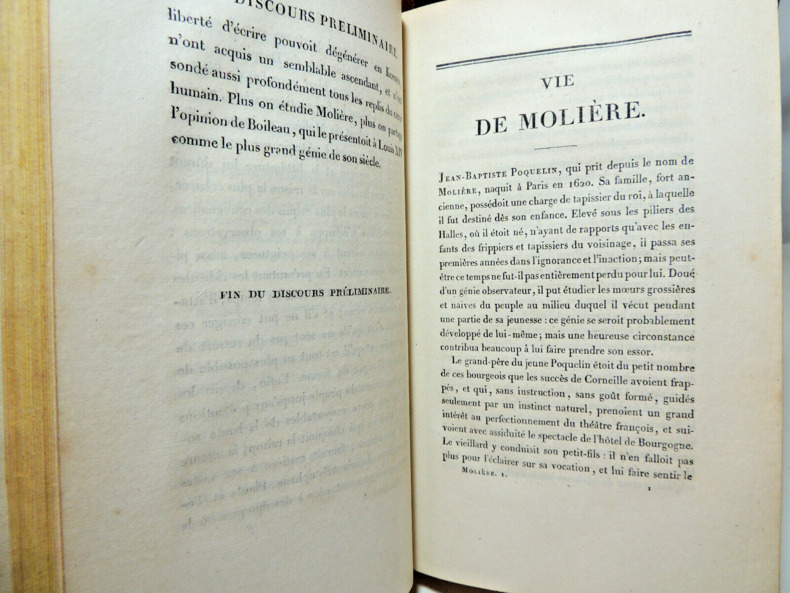 DISCOURS PRÉLIMINAIRE.
liberté d'écrire pouvoit dégénérer en
n'ont acquis un semblable ascendant, et n'ont
sondé aussi profondément tous les replis du cœur
humain. Plus on étudie Molière, plus on partage
l'opinion de Boileau, qui le présentoit à Louis XIV
comme le plus grand génie de son siècle.
FIN DU DISCOURS PRÉLIMINAIRE.
VIE
DE MOLIÈRE.
JEAN-BAPTISTE POQUELIN, qui prit depuis le nom de
MOLIÈRE, naquit à Paris en 1620. Sa famille, fort an-
cienne, possédoit une charge de tapissier du roi, à laquelle
il fut destiné dès son enfance. Elevé sous les piliers des
Halles, où il étoit né, n'ayant de rapports qu'avec les en-
fants des frippiers et tapissiers du voisinage, il passa ses
premières années dans l'ignorance et l'inaction; mais peut-
être ce temps ne fut-il pas entièrement perdu pour lui. Doué
d'un génie observateur, il put étudier les mœurs grossières
et naïves du peuple au milieu duquel il vécut pendant
une partie de sa jeunesse: ce génie se seroit probablement
développé de lui-même; mais une heureuse circonstance
contribua beaucoup à lui faire prendre son essor.
Le grand-père du jeune Poquelin étoit du petit nombre
de ces bourgeois que les succès de Corneille avoient frap-
pés, et qui, sans instruction, sans goût formé, guidés
seulement par un instinct naturel, prenoient un grand
intérêt au perfectionnement du théâtre françois, et sui-
voient avec assiduité le spectacle de l'hôtel de Bourgogne.
Le vieillard y conduisit son petit-fils: il n'en falloit pas
plus pour l'éclairer sur sa vocation, et lui faire sentir le
MOLIÈRE. 1.
1